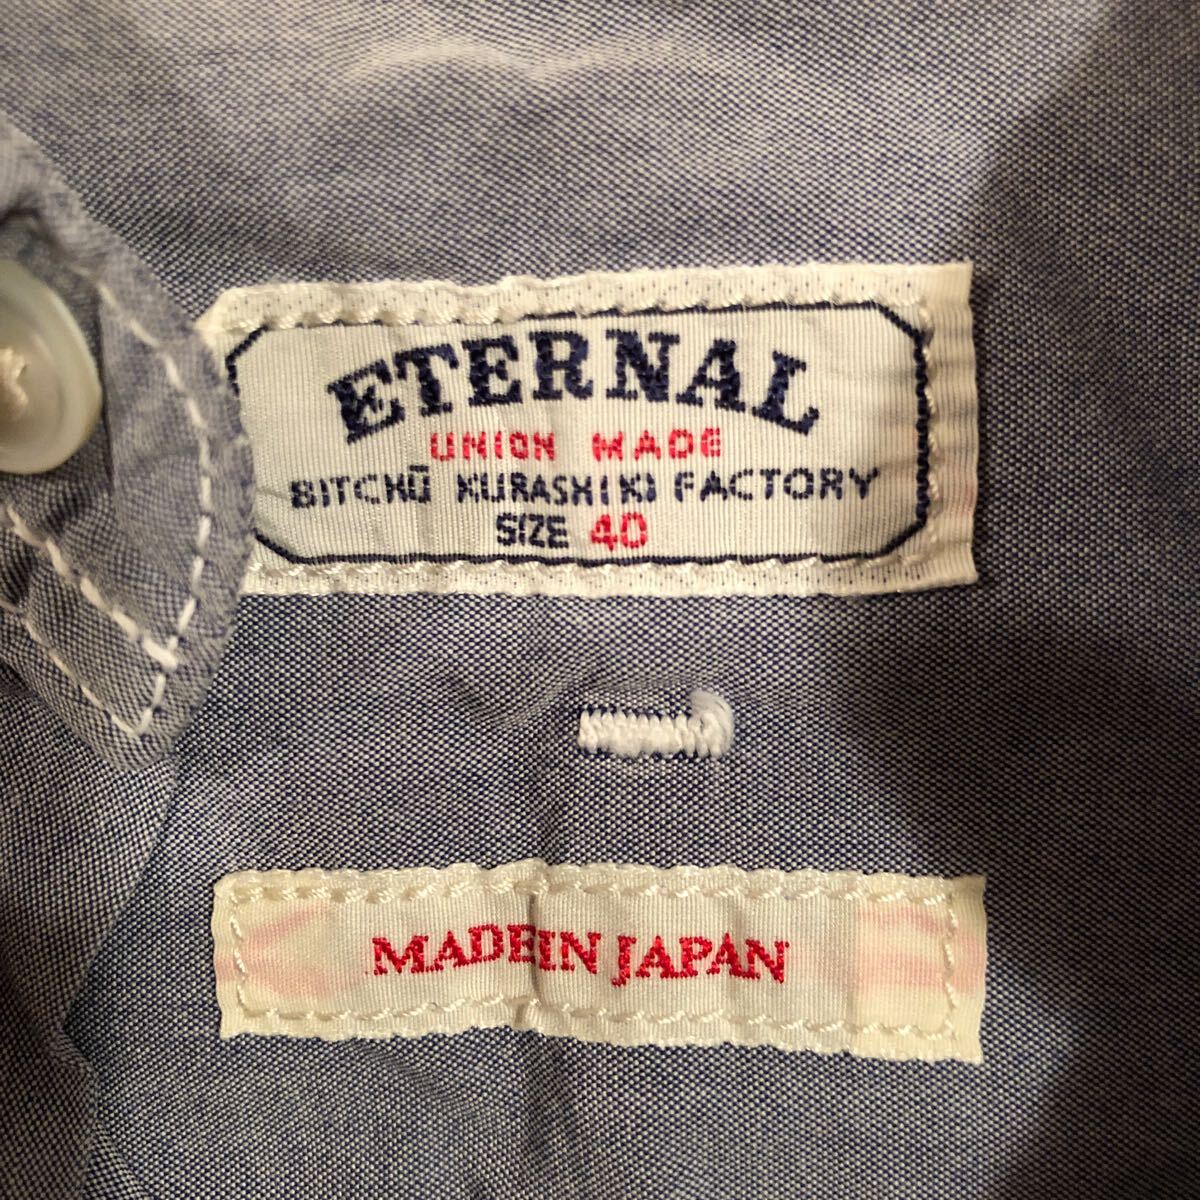 ETERNAL
UNION MADE
BITCHŪ KURASHIKI FACTORY
SIZE 40
MADE IN JAPAN